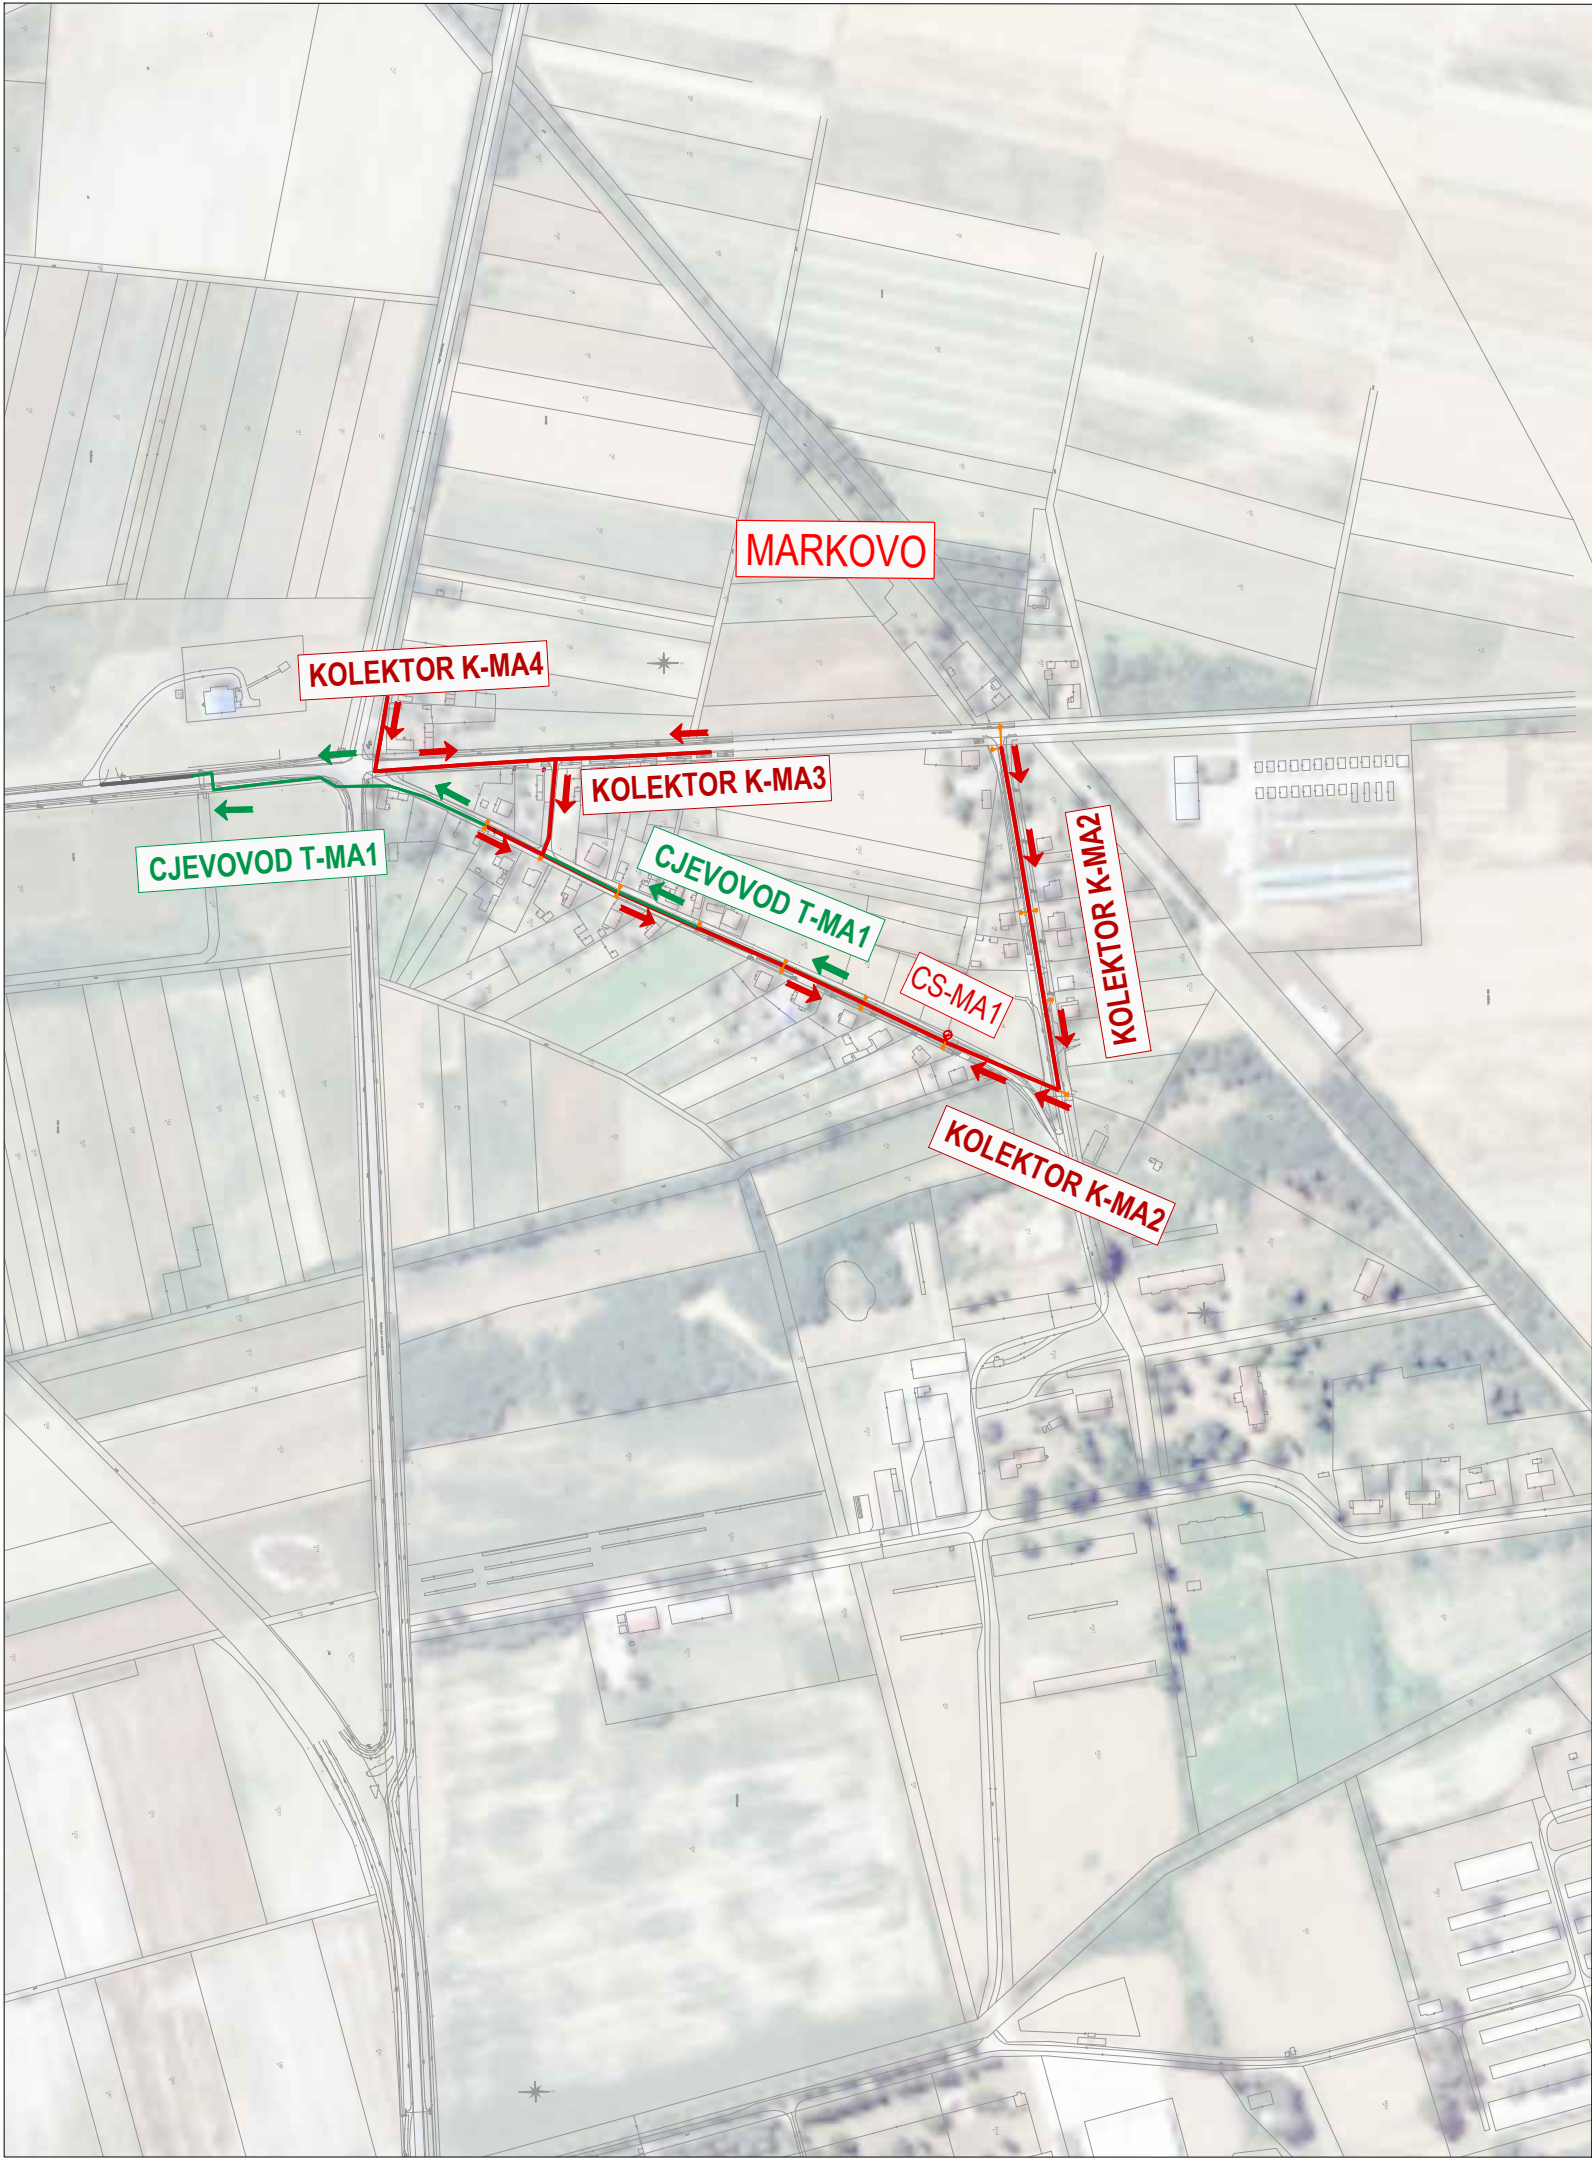 MARKOVO
KOLEKTOR K-MA4
KOLEKTOR K-MA3
CJEVOVOD T-MA1
CJEVOVOD T-MA1
KOLEKTOR K-MA2
CS-MA1
KOLEKTOR K-MA2